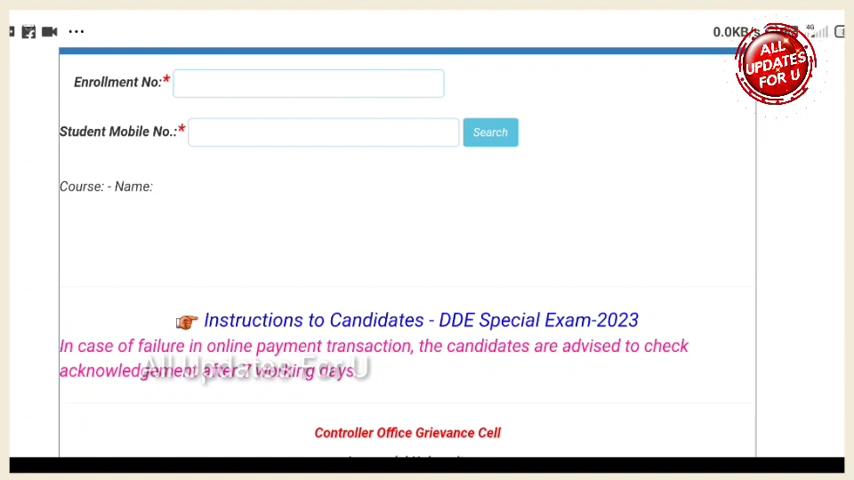 0.0KB/s 4G
ALL
UPDATES
FOR U
Enrollment No:*
Student Mobile No.:* Search
Course: - Name:
Instructions to Candidates - DDE Special Exam-2023
In case of failure in online payment transaction, the candidates are advised to check
acknowledgement after 7 working days.
All Updates For U
Controller Office Grievance Cell